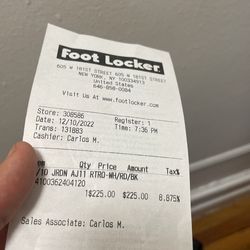 Foot Locker
605 W 181ST STREET 605 W 181ST STREET
NEW YORK, NY 100334913
United States
646-858-0084
Visit Us At www.footlocker.com
Store: 308586
Date: 12/10/2022 Register: 1
Trans: 131883 Time: 7:36 PM
Cashier: Carlos M.
Qty Price Amount Tax%
/10 JRDN AJ11 RTRO-WH/RD/BK
4100362404120
1 $225.00 $225.00 8.875%
Sales Associate: Carlos M.